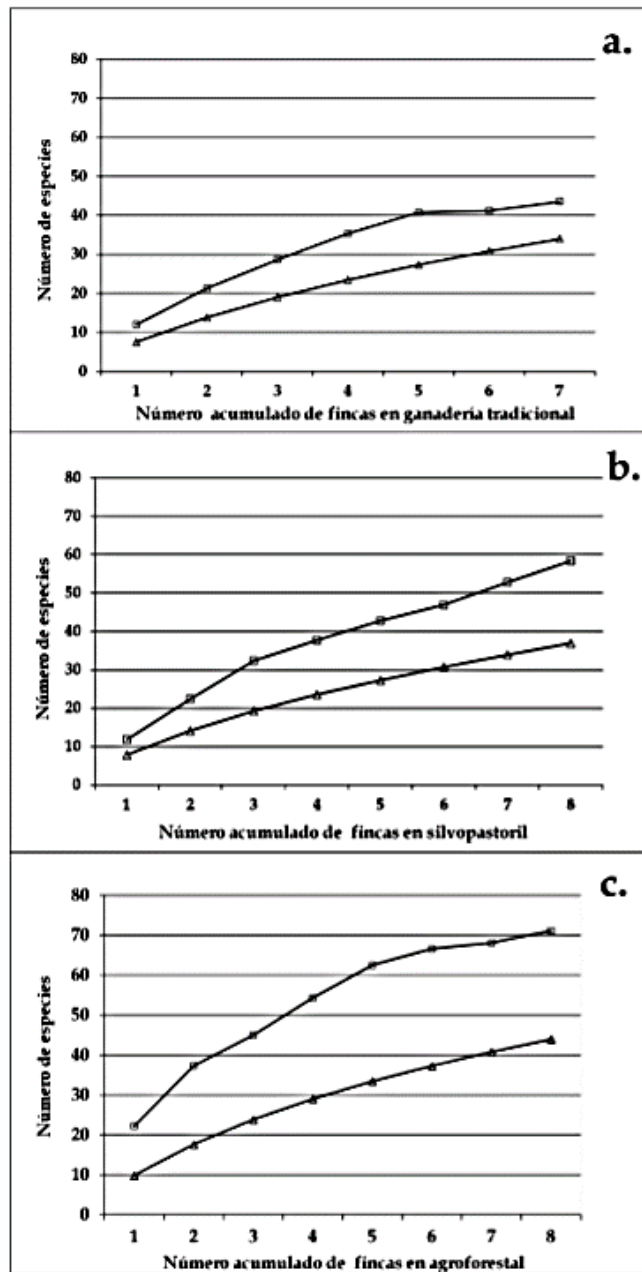 a.
Número de especies
80
70
60
50
40
30
20
10
0
1 2 3 4 5 6 7
Número acumulado de fincas en ganadería tradicional
b.
Número de especies
80
70
60
50
40
30
20
10
0
1 2 3 4 5 6 7 8
Número acumulado de fincas en silvopastoril
c.
Número de especies
80
70
60
50
40
30
20
10
0
1 2 3 4 5 6 7 8
Número acumulado de fincas en agroforestal